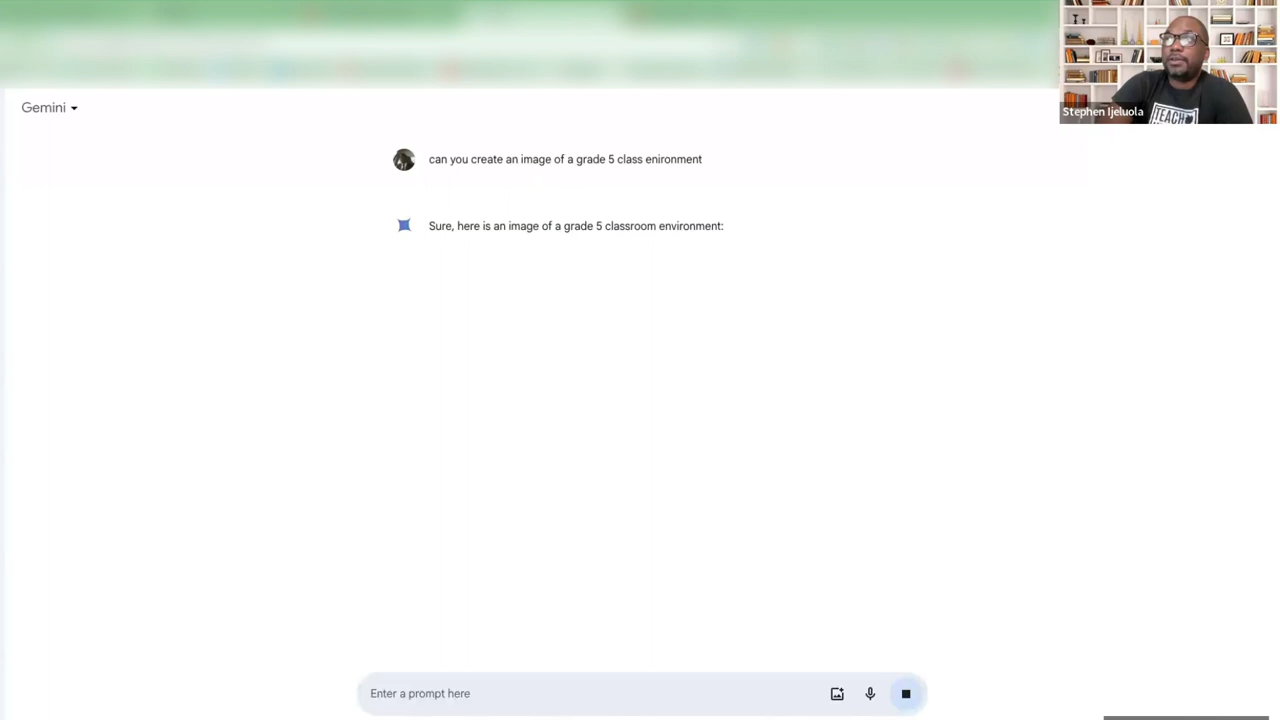 Gemini
can you create an image of a grade 5 class enironment
Sure, here is an image of a grade 5 classroom environment:
Enter a prompt here
Stephen Ijeluola
TEACH